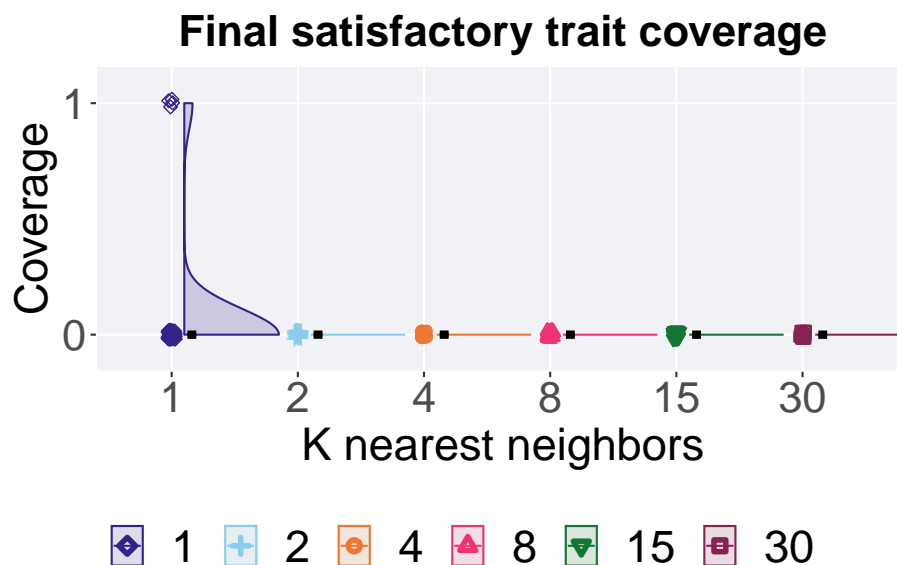 Final satisfactory trait coverage
Coverage
1
0
1 2 4 8 15 30
K nearest neighbors
1 2 4 8 15 30